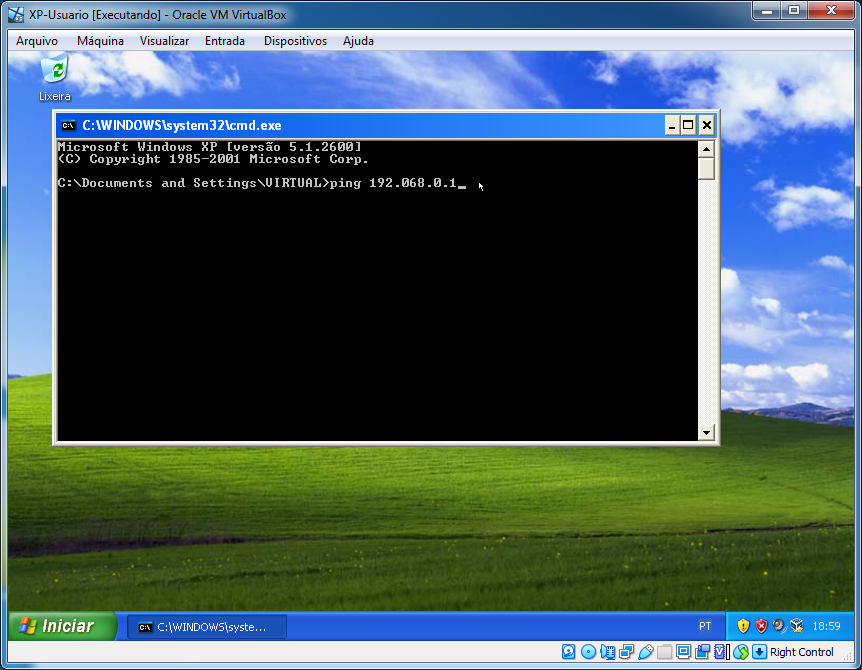 XP-Usuario [Executando] - Oracle VM VirtualBox
Arquivo Máquina Visualizar Entrada Dispositivos Ajuda
Lixeira
C:\WINDOWS\system32\cmd.exe
Microsoft Windows XP [versão 5.1.2600]
(C) Copyright 1985-2001 Microsoft Corp.
C:\Documents and Settings\VIRTUAL>ping 192.068.0.1_
Iniciar
C:\WINDOWS\syste...
PT
18:59
Right Control